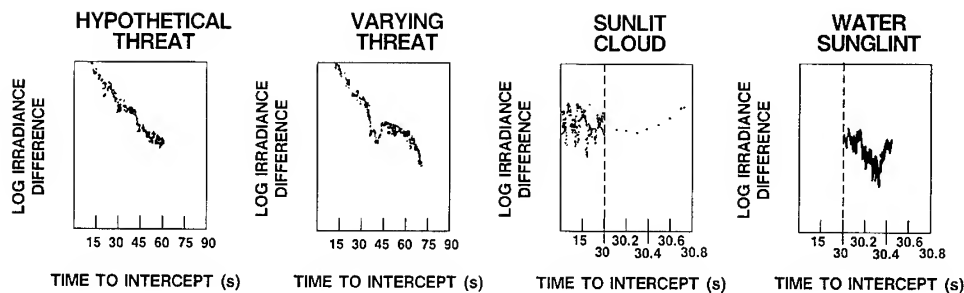 HYPOTHETICAL
THREAT
LOG IRRADIANCE
DIFFERENCE
15 30 45 60 75 90
TIME TO INTERCEPT (s)
VARYING
THREAT
LOG IRRADIANCE
DIFFERENCE
15 30 45 60 75 90
TIME TO INTERCEPT (s)
SUNLIT
CLOUD
LOG IRRADIANCE
DIFFERENCE
15 30.2 30.6
30 30.4 30.8
TIME TO INTERCEPT (s)
WATER
SUNGLINT
LOG IRRADIANCE
DIFFERENCE
15 30.2 30.6
30 30.4 30.8
TIME TO INTERCEPT (s)